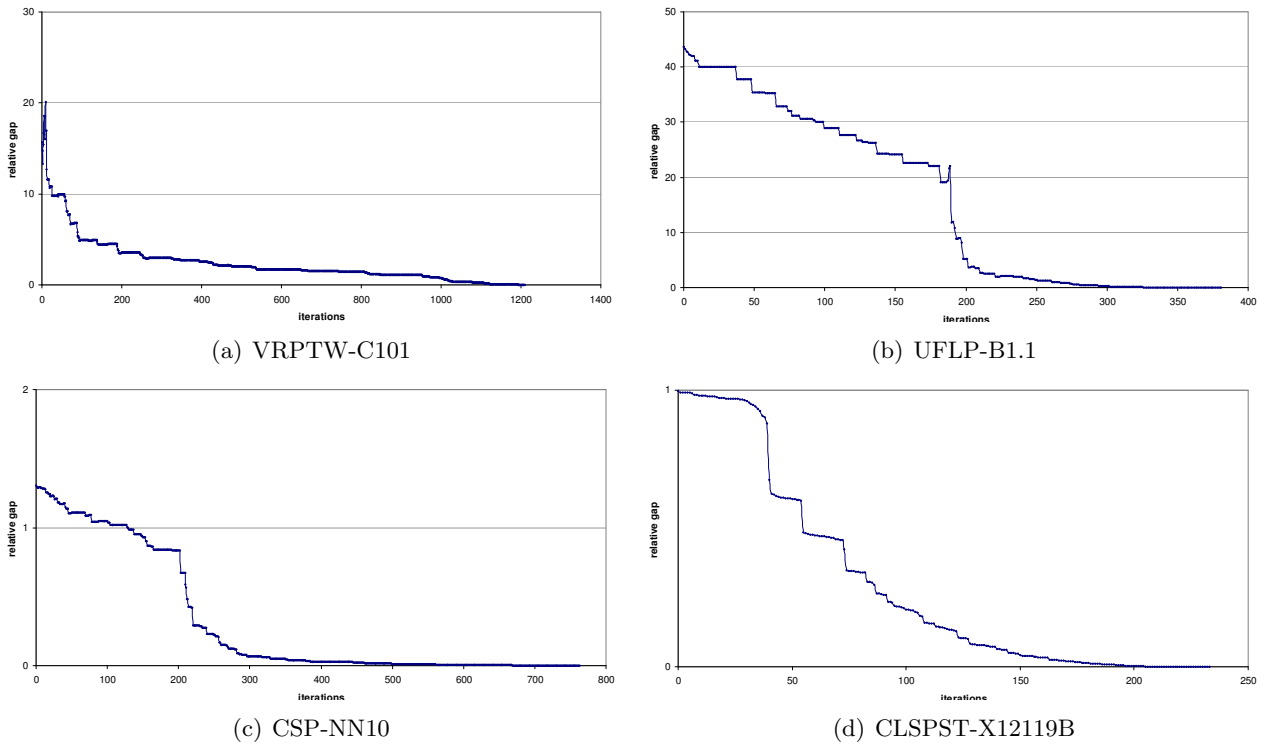 30
20
10
0
relative gap
0 200 400 600 800 1000 1200 1400
iterations
(a) VRPTW-C101
50
40
30
20
10
0
relative gap
0 50 100 150 200 250 300 350 400
iterations
(b) UFLP-B1.1
2
1
0
relative gap
0 100 200 300 400 500 600 700 800
iterations
(c) CSP-NN10
1
0
relative gap
0 50 100 150 200 250
iterations
(d) CLSPST-X12119B